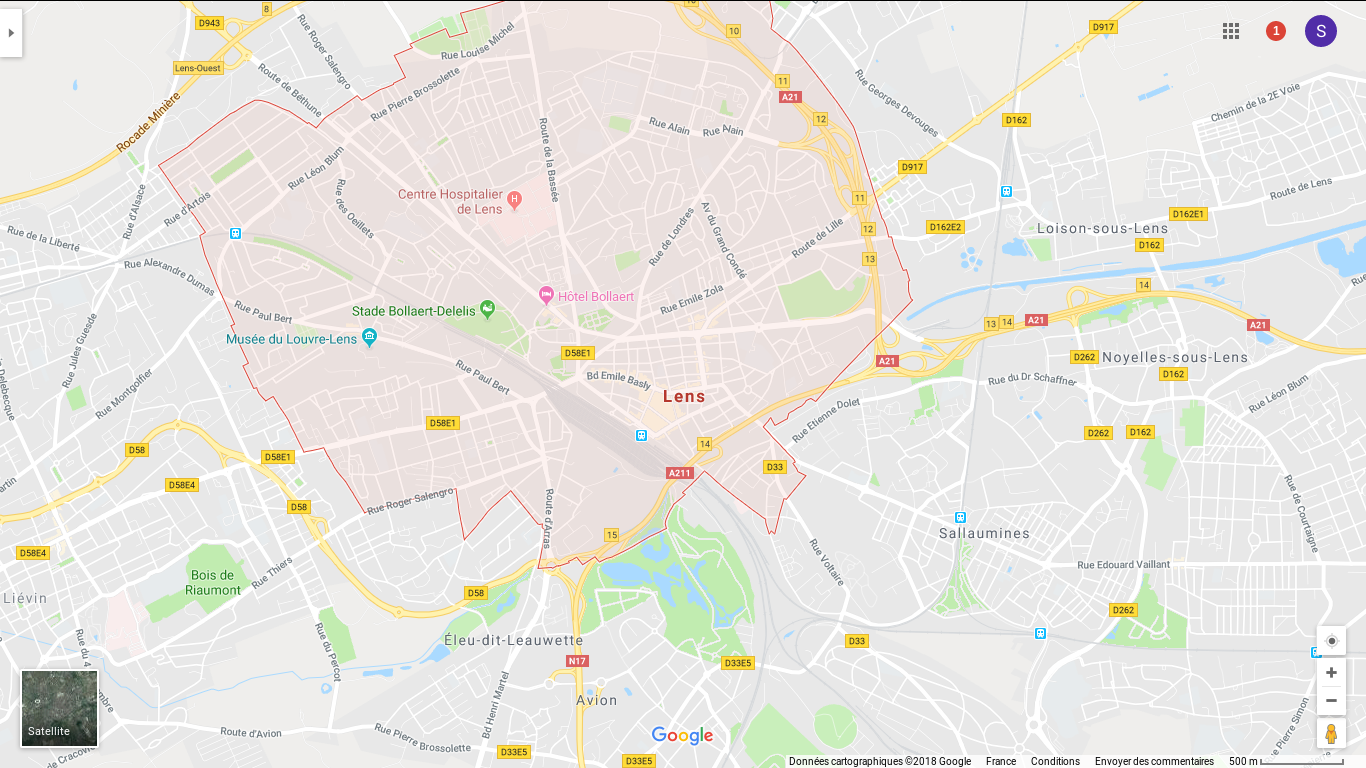 8
D943
10
D917
1
S
Rue Roger Salengro
Rue Louise Michel
Lens-Ouest
Route de Béthune
Rue Pierre Brossolette
11
A21
Rue Georges Devouges
Chemin de la 2E Voie
Rocade Minière
Route de la Bassée
Rue Alain
Rue Alain
12
D162
Rue Léon Blum
D917
Rue d'Alsace
Rue d'Artois
Rue des Oeillets
Centre Hospitalier
de Lens
H
11
Route de Lens
D162E1
Rue de la Liberté
Rue de Londres
Av du Grand Condé
Route de Lille
12
D162E2
Loison-sous-Lens
D162
Rue Alexandre Dumas
13
14
Rue Paul Bert
Stade Bollaert-Delelis
Hôtel Bollaert
Rue Emile Zola
13
14
A21
A21
Rue Jules Guesde
Musée du Louvre-Lens
D58E1
A21
D262
Noyelles-sous-Lens
Rue Montgolfier
Rue Paul Bert
Bd Emile Basly
Lens
Rue du Dr Schaffner
D162
Rue Léon Blum
D58E1
Rue Etienne Dolet
D262
D162
D58
D58E1
14
A211
D33
D58E4
Rue Roger Salengro
Route d'Arras
D58
Rue de Courtaigne
15
Sallaumines
D58E4
Bois de
Riaumont
Rue Thiers
Rue Voltaire
Rue Edouard Vaillant
Liévin
D58
D262
Rue du Percot
Éleu-dit-Leauwette
D33
N17
D33E5
Avion
Bd Henri Martel
Satellite
Route d'Avion
Rue Pierre Brossolette
D33E5
D33E5
Google
Rue Pierre Simon
Données cartographiques ©2018 Google
France
Conditions
Envoyer des commentaires
500 m